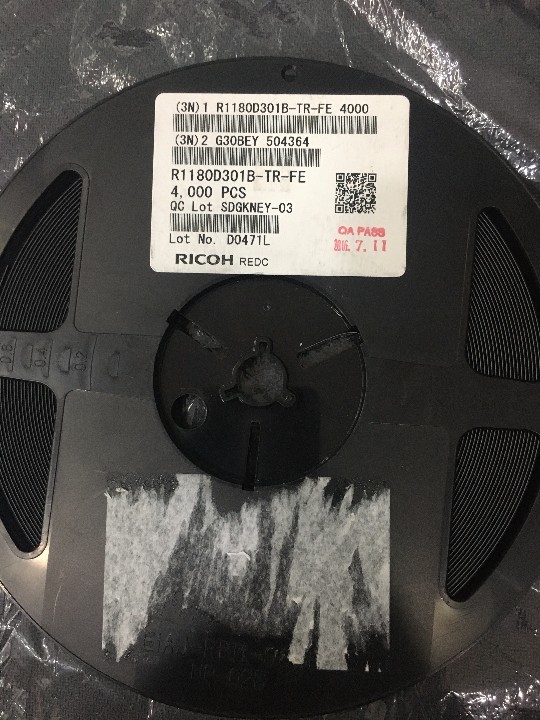 (3N)1 R1180D301B-TR-FE 4000
(3N)2 G30BEY 504364
R1180D301B-TR-FE
4,000 PCS
QC Lot SDGKNEY-03
QA PASS
2016. 7. 11
Lot No. D0471L
RICOH REDC